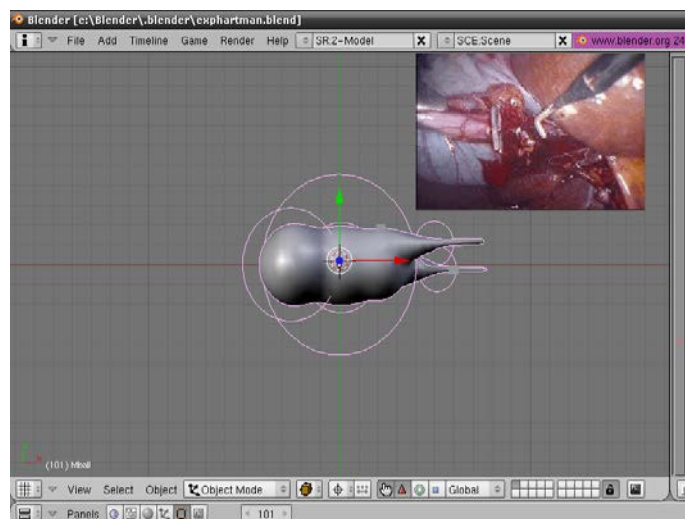 Blender [e:\Blender\.blender\exphartman.blend]
File Add Timeline Game Render Help SR:2-Model X SCE:Scene X www.blender.org 24
(101) Mball
View Select Object Object Mode Global
Panels 101